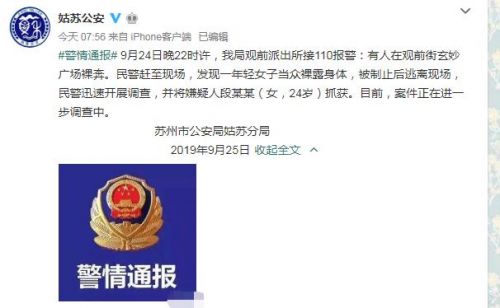 姑苏公安
今天 07:56 来自 iPhone客户端 已编辑
#警情通报# 9月24日晚22时许，我局观前派出所接110报警：有人在观前街玄妙
广场裸奔。民警赶至现场，发现一年轻女子当众裸露身体，被制止后逃离现场，
民警迅速开展调查，并将嫌疑人段某某（女，24岁）抓获。目前，案件正在进一
步调查中。
苏州市公安局姑苏分局
2019年9月25日 收起全文
警情通报